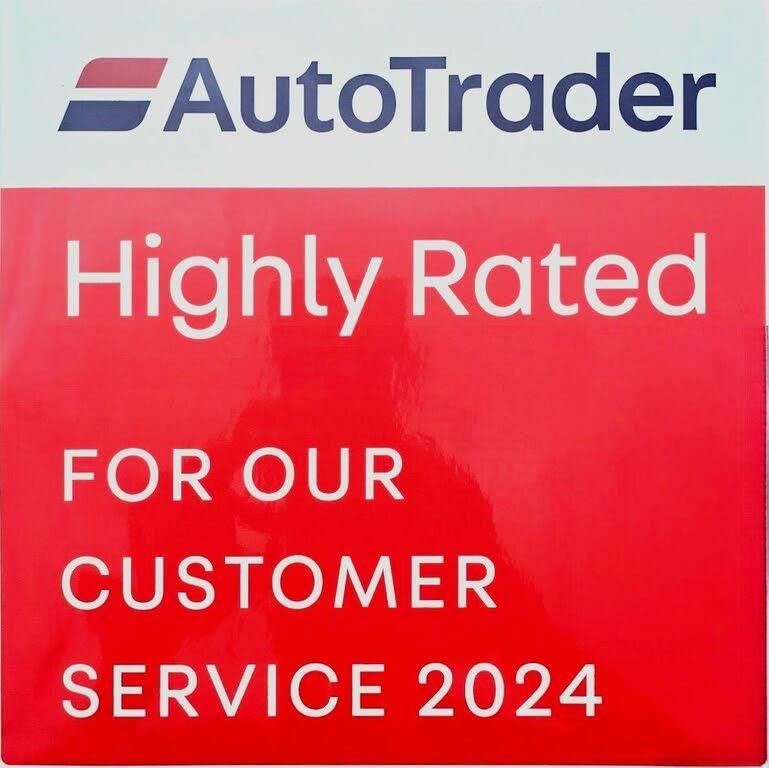 AutoTrader
Highly Rated
FOR OUR
CUSTOMER
SERVICE 2024